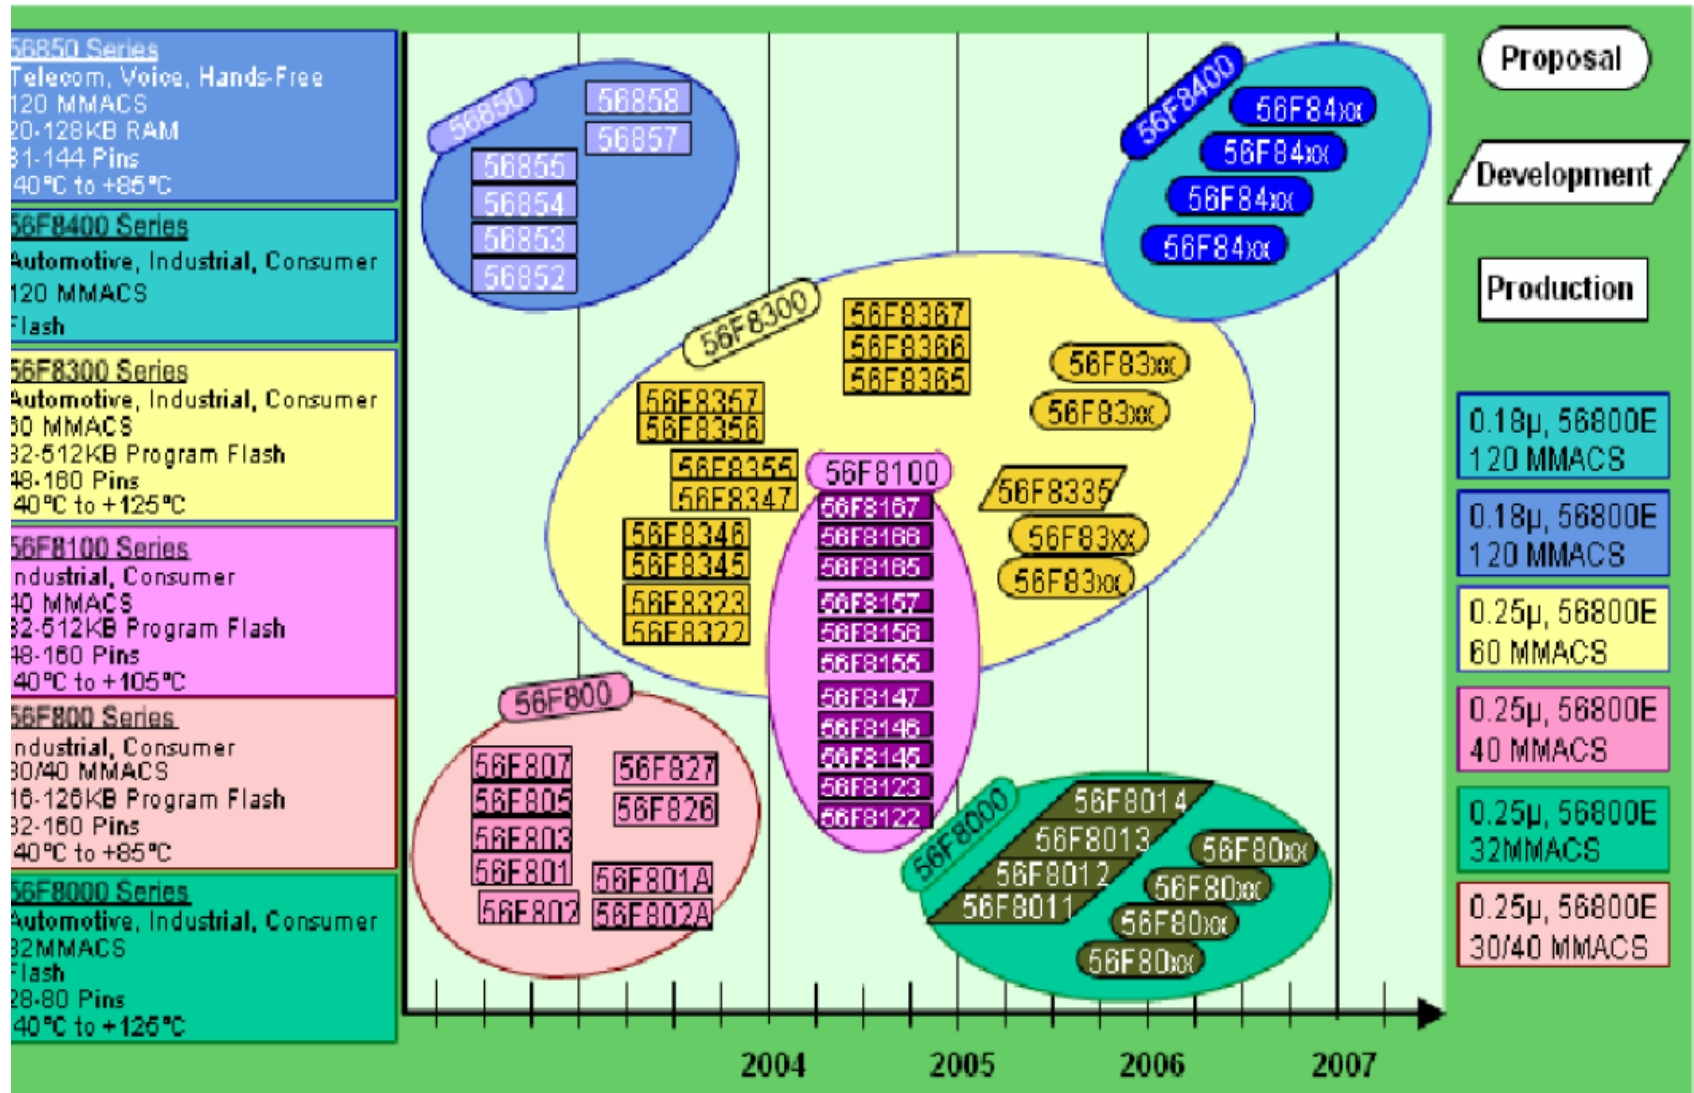 56850 Series
Telecom, Voice, Hands-Free
120 MMACS
20-128KB RAM
81-144 Pins
40°C to +85°C
56F8400 Series
Automotive, Industrial, Consumer
120 MMACS
Flash
56F8300 Series
Automotive, Industrial, Consumer
60 MMACS
32-512KB Program Flash
48-160 Pins
40°C to +125°C
56F8100 Series
Industrial, Consumer
40 MMACS
32-512KB Program Flash
48-160 Pins
40°C to +105°C
56F800 Series
Industrial, Consumer
30/40 MMACS
16-128KB Program Flash
32-160 Pins
40°C to +85°C
56F8000 Series
Automotive, Industrial, Consumer
32MMACS
Flash
28-80 Pins
40°C to +125°C
56850
56858
56857
56855
56854
56853
56852
56F8400
56F84xx
56F84xx
56F84xx
56F84xx
56F8300
56F8367
56F8366
56F8365
56F8357
56F8356
56F8355
56F8347
56F8346
56F8345
56F8323
56F8322
56F83xx
56F83xx
56F8335
56F83xx
56F83xx
56F8100
56F8167
56F8166
56F8165
56F8157
56F8156
56F8155
56F8147
56F8146
56F8145
56F8123
56F8122
56F800
56F807
56F805
56F803
56F801
56F802
56F827
56F826
56F801A
56F802A
56F8000
56F8014
56F8013
56F8012
56F8011
56F80xx
56F80xx
56F80xx
56F80xx
2004
2005
2006
2007
Proposal
Development
Production
0.18µ, 56800E
120 MMACS
0.18µ, 56800E
120 MMACS
0.25µ, 56800E
60 MMACS
0.25µ, 56800E
40 MMACS
0.25µ, 56800E
32MMACS
0.25µ, 56800E
30/40 MMACS